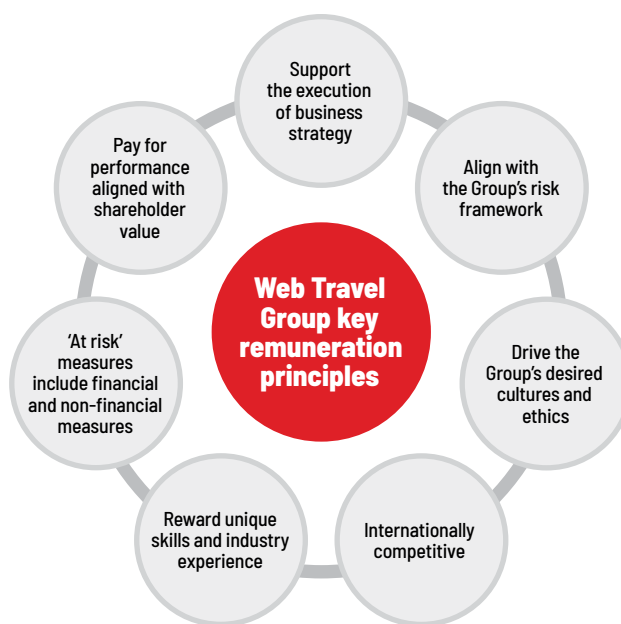 Support
the execution
of business
strategy
Align with
the Group’s risk
framework
Drive the
Group’s desired
cultures and
ethics
Internationally
competitive
Reward unique
skills and industry
experience
‘At risk’
measures
include financial
and non-financial
measures
Pay for
performance
aligned with
shareholder
value
Web Travel
Group key
remuneration
principles